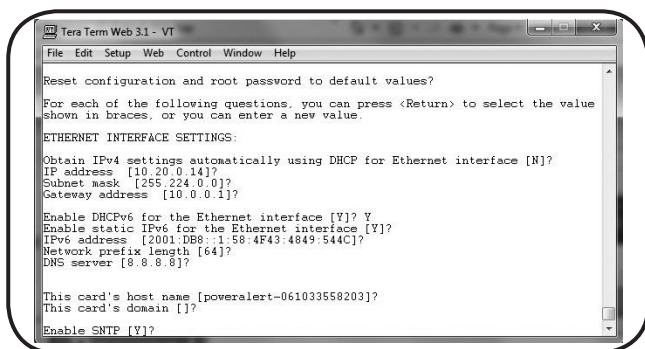 Tera Term Web 3.1 - VT
File Edit Setup Web Control Window Help
Reset configuration and root password to default values?
For each of the following questions, you can press <Return> to select the value
shown in braces, or you can enter a new value.
ETHERNET INTERFACE SETTINGS:
Obtain IPv4 settings automatically using DHCP for Ethernet interface [N]?
IP address [10.20.0.14]?
Subnet mask [255.224.0.0]?
Gateway address [10.0.0.1]?
Enable DHCPv6 for the Ethernet interface [Y]? Y
Enable static IPv6 for the Ethernet interface [Y]?
IPv6 address [2001:DB8::1:58:4F43:4849:544C]?
Network prefix length [64]?
DNS server [8.8.8.8]?
This card's host name [poweralert-061033558203]?
This card's domain []?
Enable SNTP [Y]?